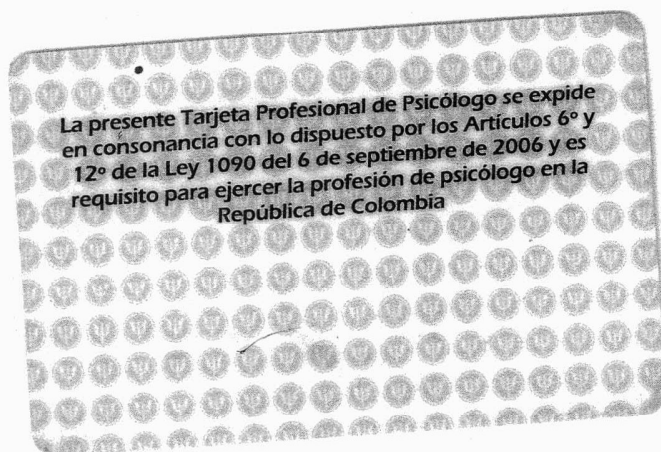 La presente Tarjeta Profesional de Psicólogo se expide
en consonancia con lo dispuesto por los Artículos 6º y
12º de la Ley 1090 del 6 de septiembre de 2006 y es
requisito para ejercer la profesión de psicólogo en la
República de Colombia